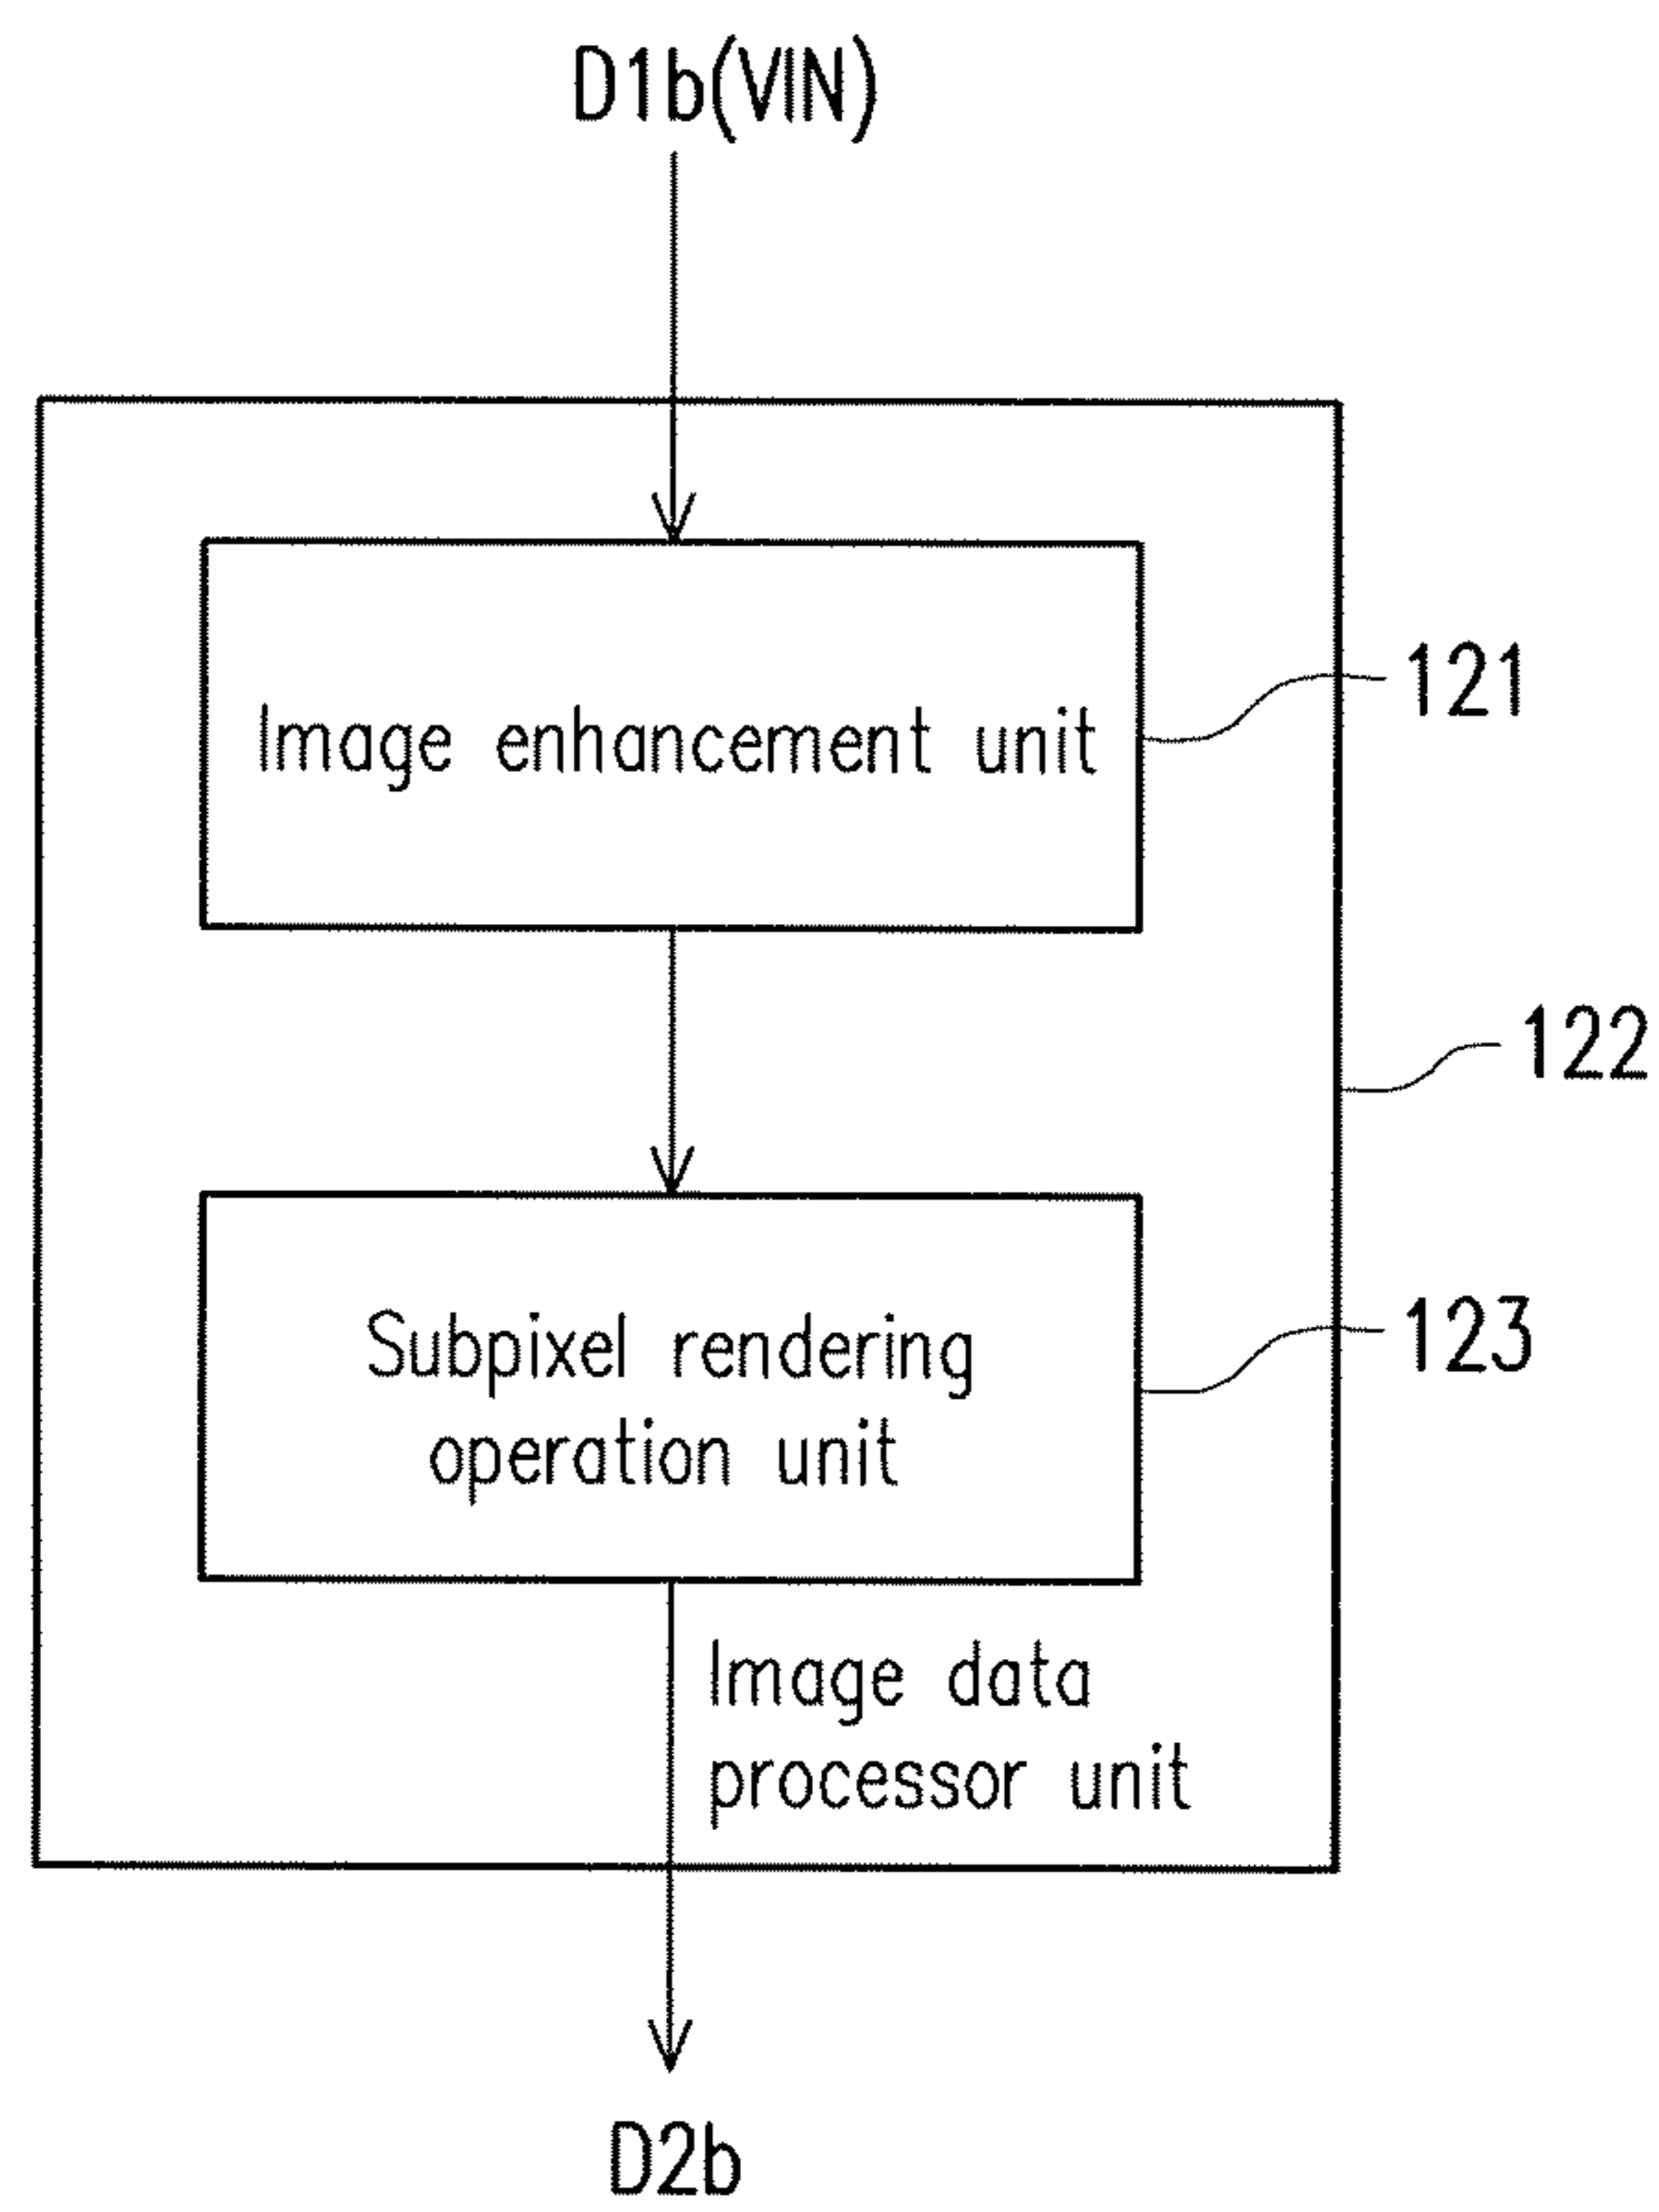 D1b(VIN)
Image enhancement unit
121
122
Subpixel rendering
operation unit
123
Image data
processor unit
D2b